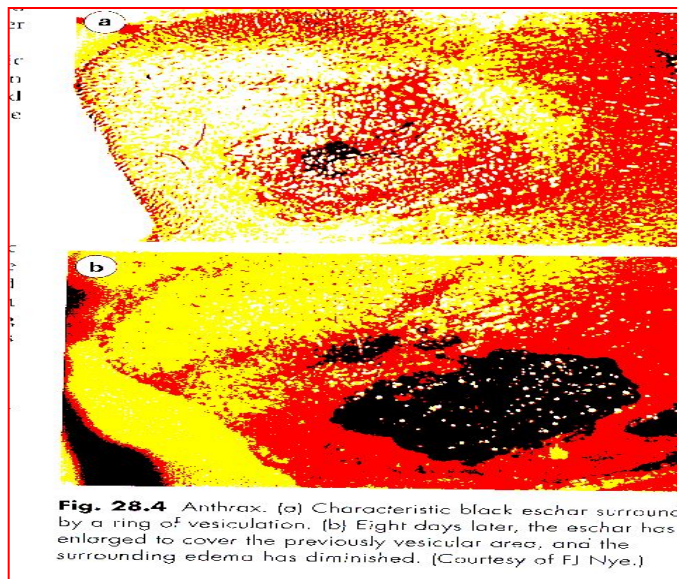 er
a
b
Fig. 28.4 Anthrax. (a) Characteristic black eschar surround
by a ring of vesiculation. (b) Eight days later, the eschar has
enlarged to cover the previously vesicular area, and the
surrounding edema has diminished. (Courtesy of FJ Nye.)